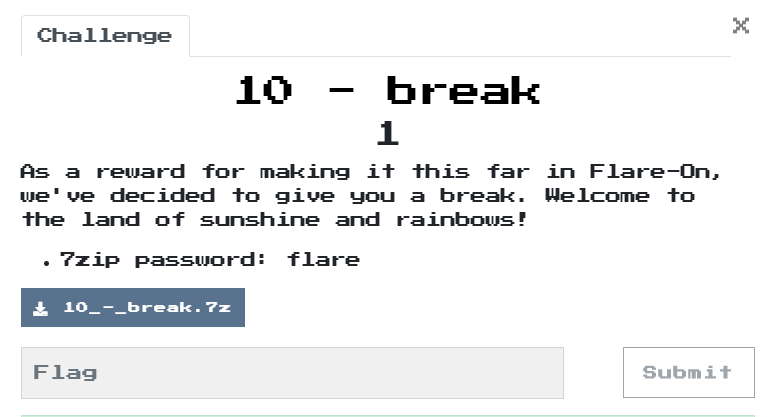 Challenge
x
10 - break
1
As a reward for making it this far in Flare-On,
we've decided to give you a break. Welcome to
the land of sunshine and rainbows!
• 7zip password: flare
10_-_break.7z
Flag
Submit